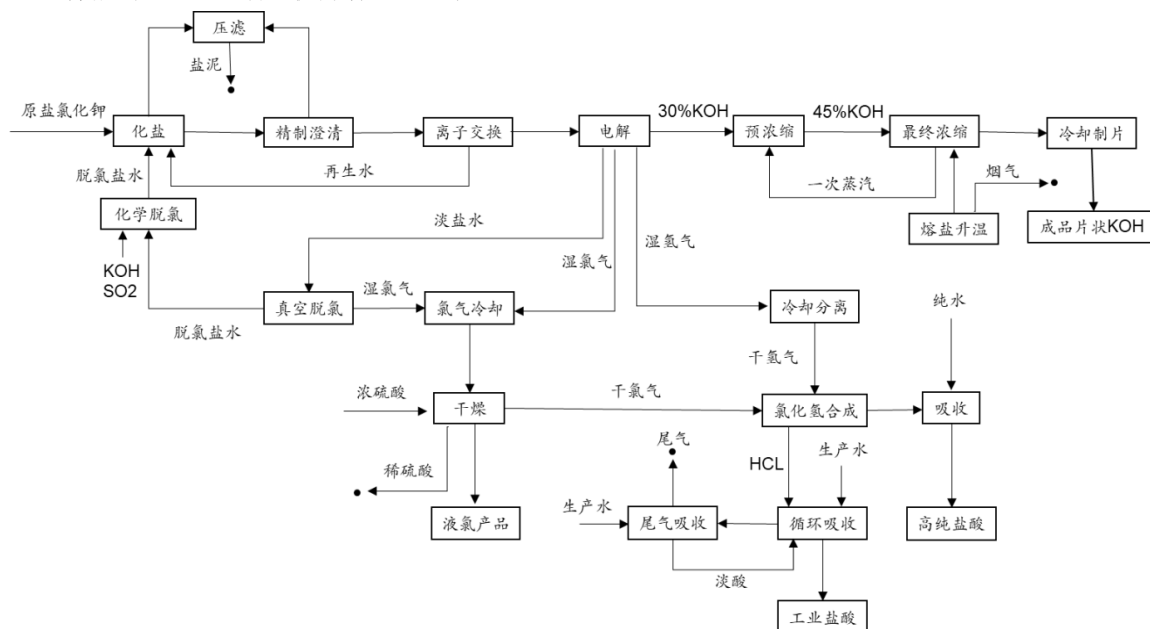 压滤
盐泥
原盐氯化钾
化盐
精制澄清
离子交换
电解
30%KOH
预浓缩
45%KOH
最终浓缩
冷却制片
再生水
一次蒸汽
烟气
脱氯盐水
化学脱氯
淡盐水
湿氯气
湿氢气
熔盐升温
成品片状KOH
KOH
SO2
真空脱氯
湿氯气
氯气冷却
冷却分离
纯水
脱氯盐水
干氢气
浓硫酸
干燥
干氯气
氯化氢合成
吸收
稀硫酸
尾气
HCL
生产水
液氯产品
生产水
尾气吸收
循环吸收
高纯盐酸
淡酸
工业盐酸